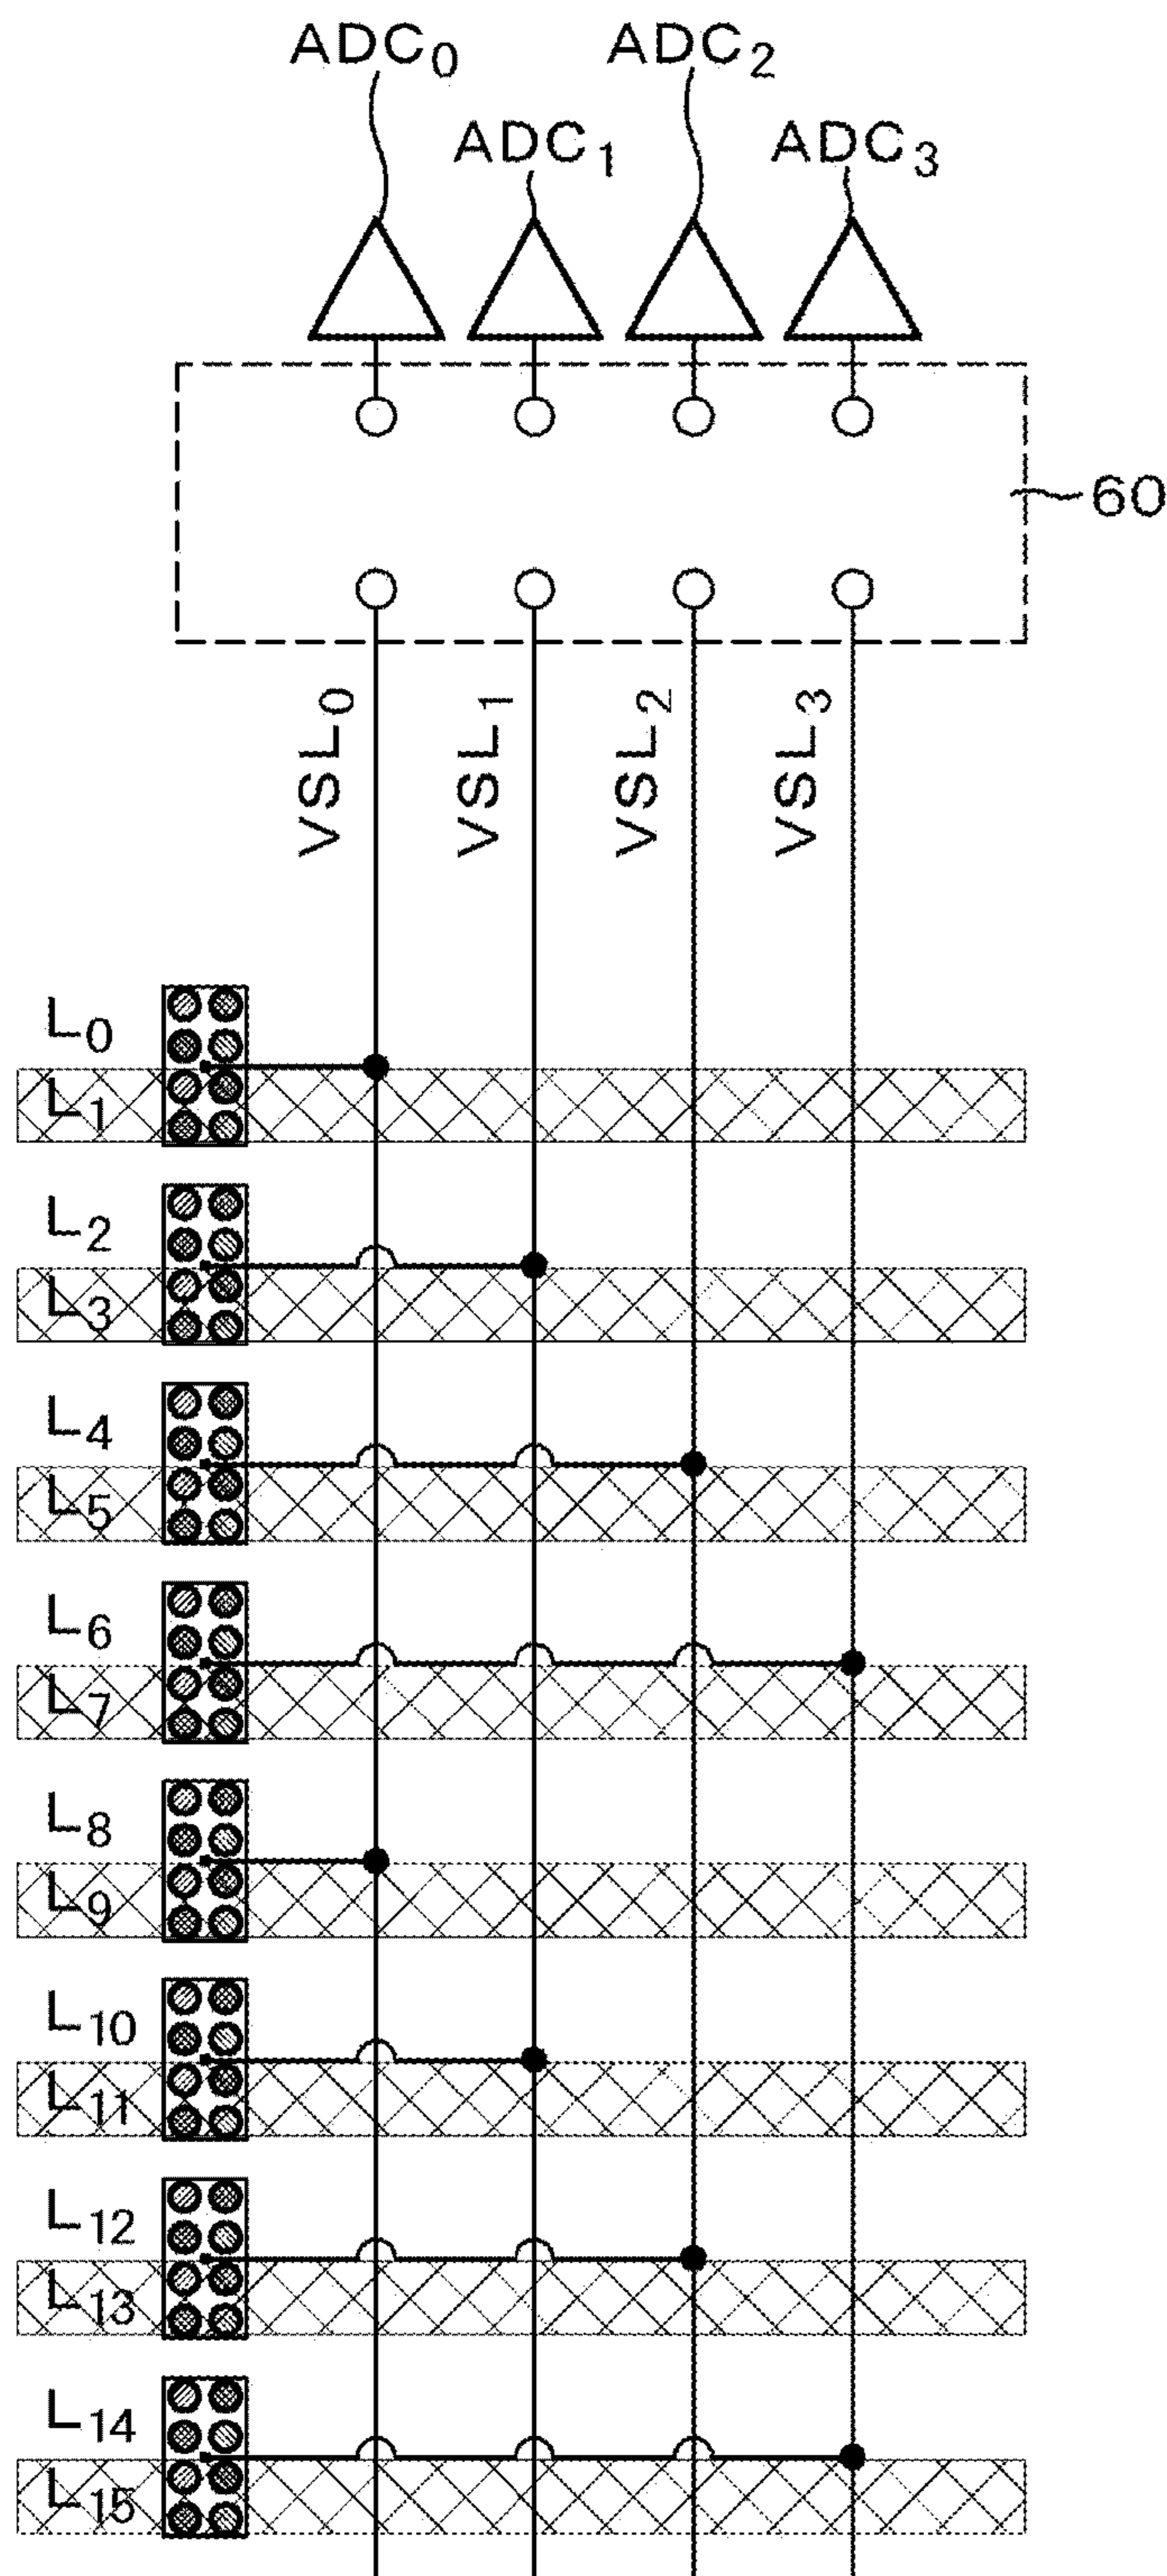 ADC0 ADC2
ADC1 ADC3
60
VSL0 VSL1 VSL2 VSL3
L0
L1
L2
L3
L4
L5
L6
L7
L8
L9
L10
L11
L12
L13
L14
L15